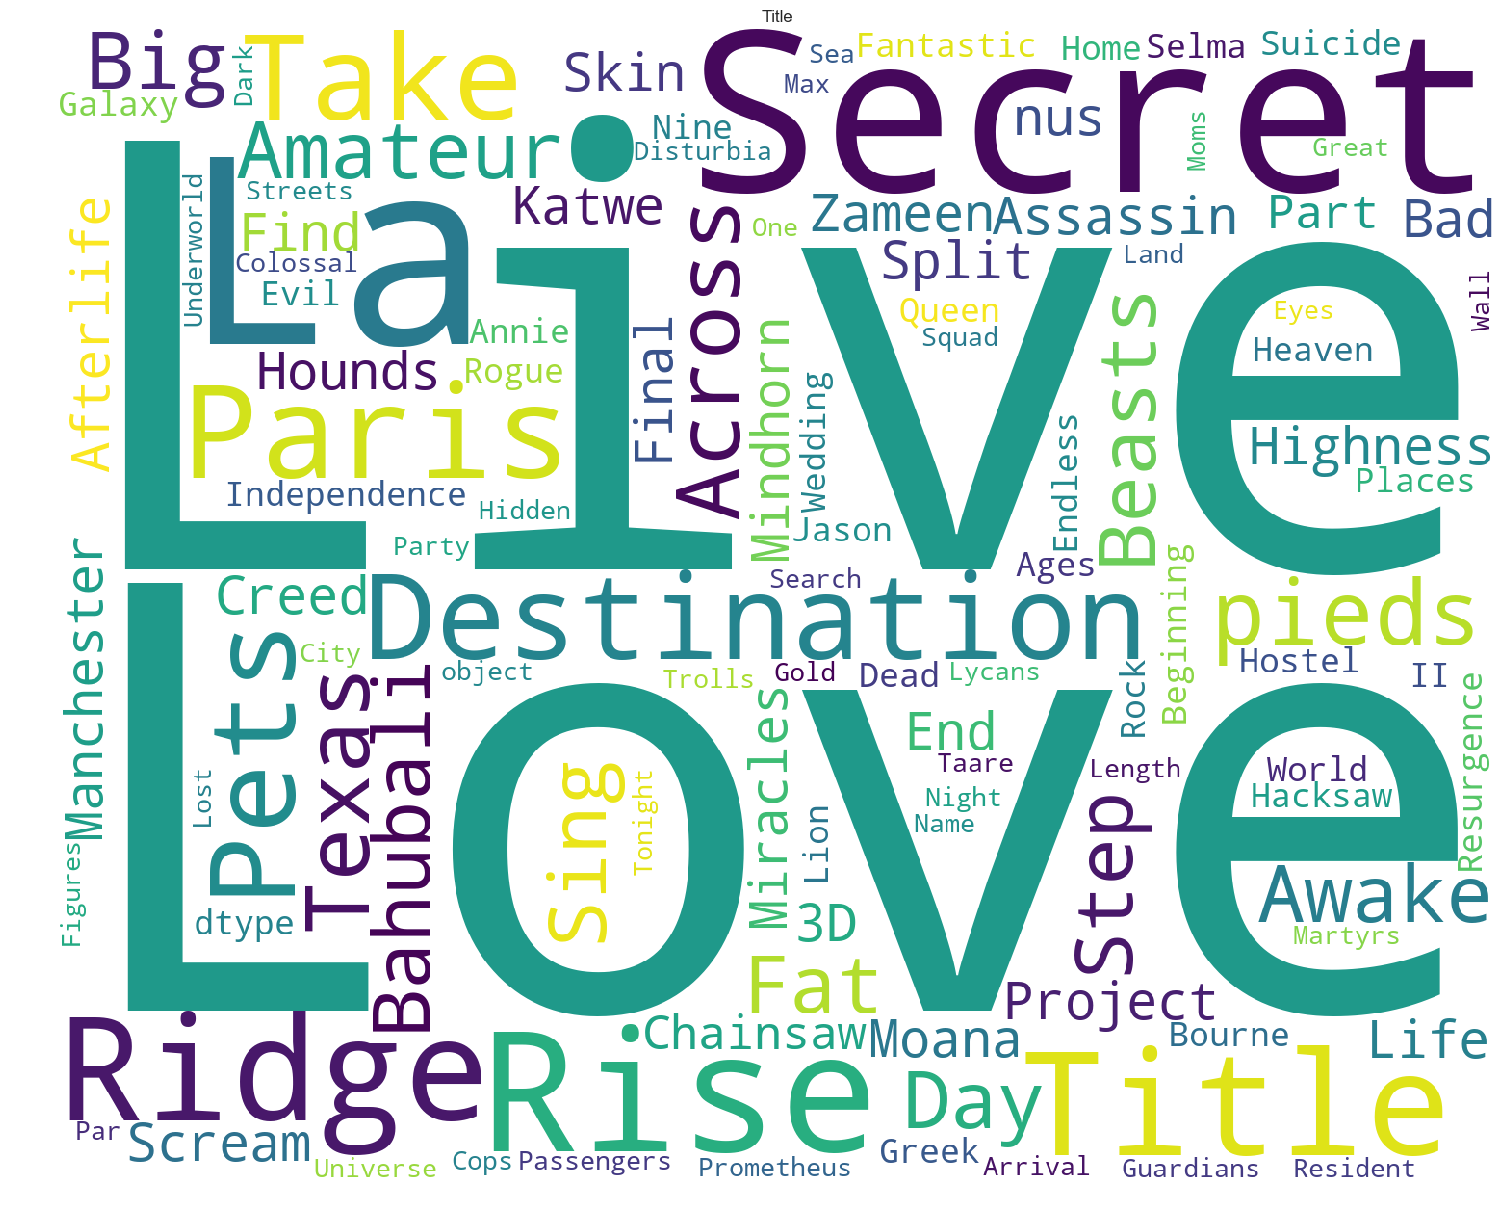 Title
Big
Dark
Take
Skin
Sea
Fantastic
Home
Selma
Suicide
Galaxy
Max
Secret
Amateur
Nine
Disturbia
nus
Moms
Great
Live
La
Underworld
Streets
Find
Colossal
Evil
Afterlife
Katwe
Across
One
Zameen
Assassin
Part
Bad
Split
Land
Queen
Squad
Eyes
Wall
Heaven
Annie
Rogue
Hounds
Paris
Final
Mindhorn
Wedding
Beasts
Endless
Highness
Places
Independence
Hidden
Party
Jason
Ages
Manchester
Creed
Destination
Search
Beginning
pieds
City
object
Trolls
Gold
Dead
Lycans
Rock
Hostel
II
Resurgence
Love
Pets
Texas
Bahubali
Lost
Sing
Tonight
Miracles
Lion
End
Taare
Night
Name
Length
Step
World
Hacksaw
Figures
dtype
3D
Awake
Martyrs
Fat
Project
Ridge
Rise
Chainsaw
Moana
Bourne
Life
Day
Title
Par
Scream
Universe
Cops
Passengers
Prometheus
Greek
Arrival
Guardians
Resident